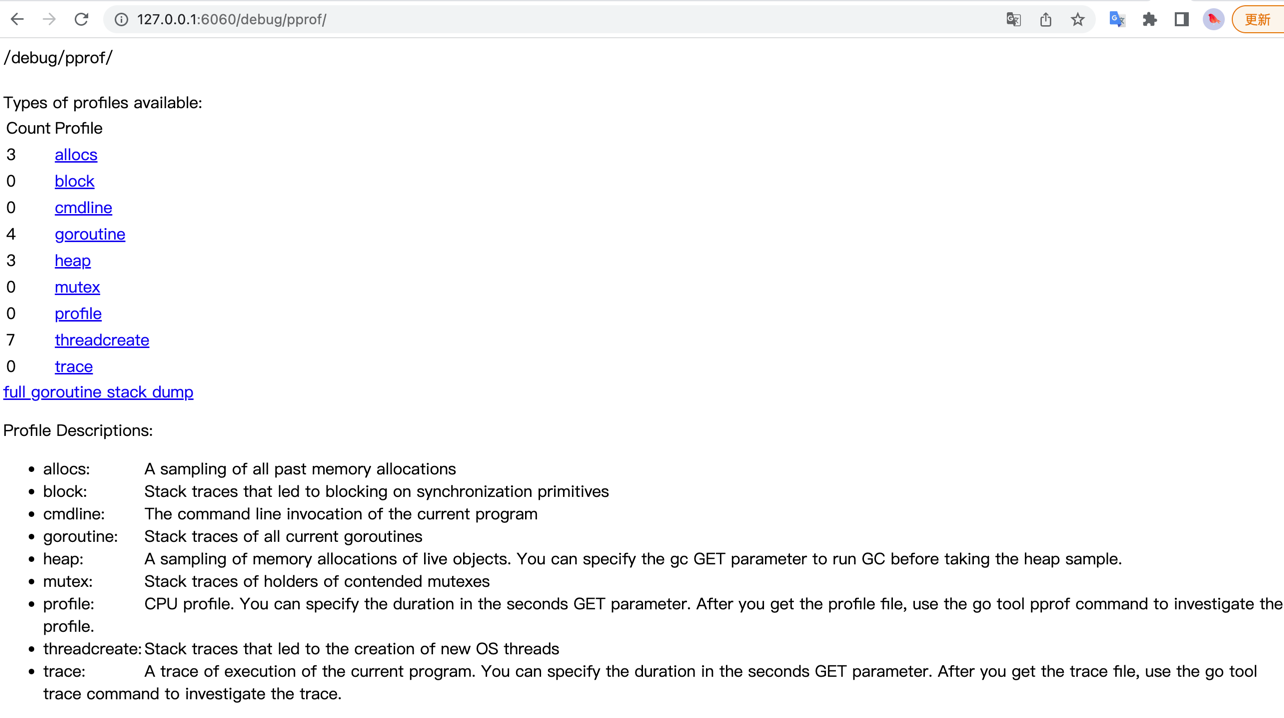 127.0.0.1:6060/debug/pprof/
更新
/debug/pprof/
Types of profiles available:
Count Profile
3 allocs
0 block
0 cmdline
4 goroutine
3 heap
0 mutex
0 profile
7 threadcreate
0 trace
full goroutine stack dump
Profile Descriptions:
• allocs: A sampling of all past memory allocations
• block: Stack traces that led to blocking on synchronization primitives
• cmdline: The command line invocation of the current program
• goroutine: Stack traces of all current goroutines
• heap: A sampling of memory allocations of live objects. You can specify the gc GET parameter to run GC before taking the heap sample.
• mutex: Stack traces of holders of contended mutexes
• profile: CPU profile. You can specify the duration in the seconds GET parameter. After you get the profile file, use the go tool pprof command to investigate the
profile.
• threadcreate: Stack traces that led to the creation of new OS threads
• trace: A trace of execution of the current program. You can specify the duration in the seconds GET parameter. After you get the trace file, use the go tool
trace command to investigate the trace.